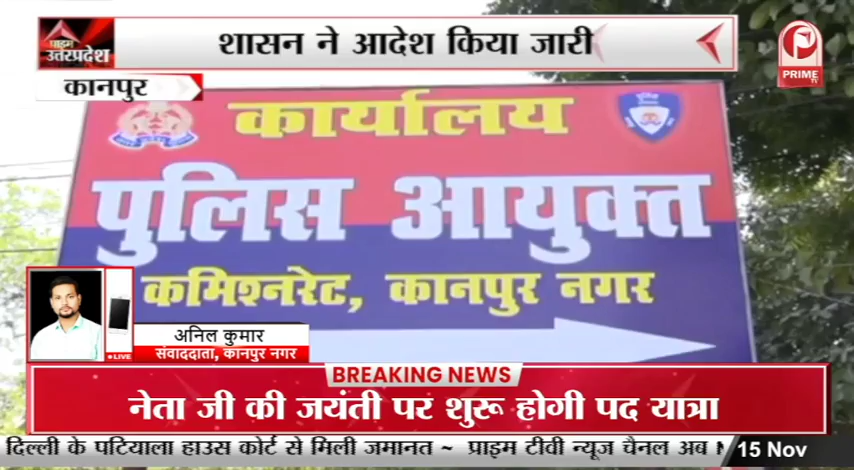 प्राइम
उत्तरप्रदेश
शासन ने आदेश किया जारी
PRIME TV
कानपुर
कार्यालय
पुलिस आयुक्त
कमिश्नरेट, कानपुर नगर
LIVE
अनिल कुमार
संवाददाता, कानपुर नगर
BREAKING NEWS
नेता जी की जयंती पर शुरू होगी पद यात्रा
दिल्ली के पटियाला हाउस कोर्ट से मिली जमानत ~ प्राइम टीवी न्यूज चैनल अब
15 Nov